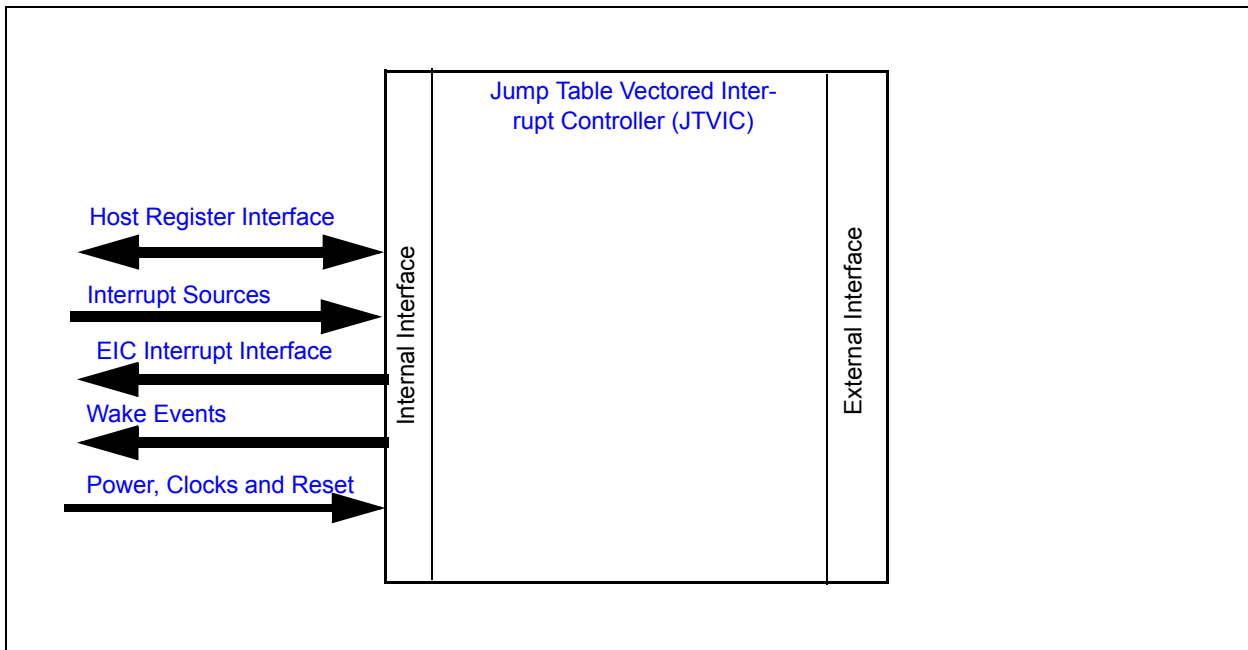 Jump Table Vectored Inter-
rupt Controller (JTVIC)
Host Register Interface
Interrupt Sources
EIC Interrupt Interface
Wake Events
Power, Clocks and Reset
Internal Interface
External Interface